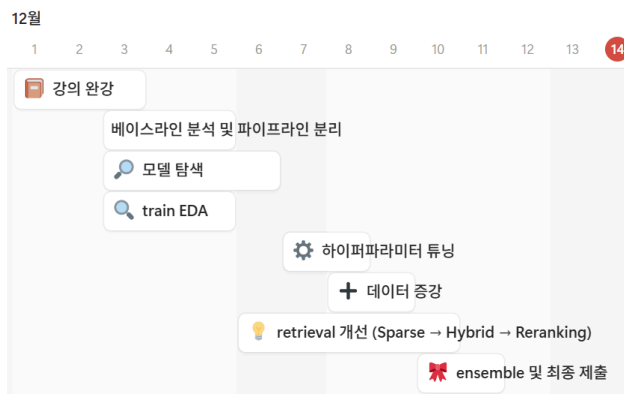 12월
1 2 3 4 5 6 7 8 9 10 11 12 13 14
강의 완강
베이스라인 분석 및 파이프라인 분리
모델 탐색
train EDA
하이퍼파라미터 튜닝
데이터 증강
retrieval 개선 (Sparse → Hybrid → Reranking)
ensemble 및 최종 제출